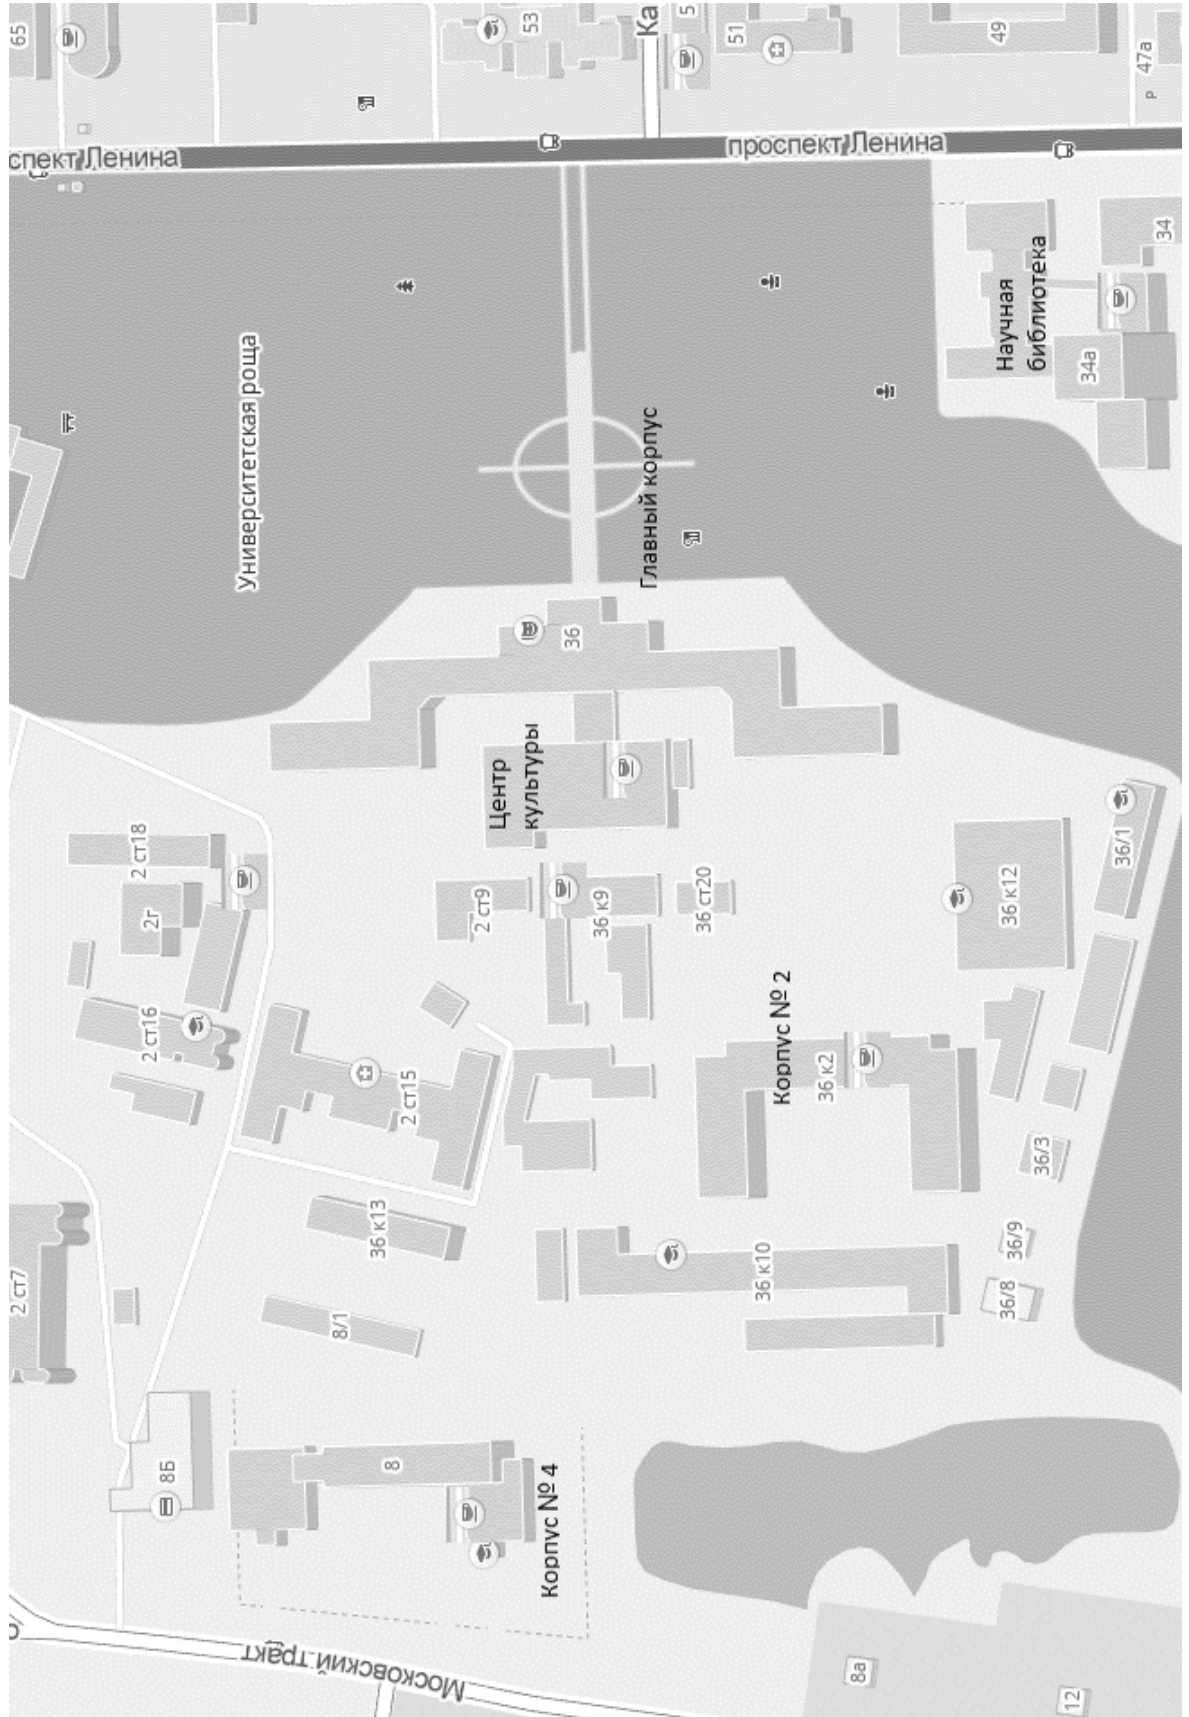 65
53
Ка
5
51
49
47а
P
спект Ленина
проспект Ленина
34
Научная
библиотека
34а
Университетская роща
Главный корпус
36
Центр
культуры
2 ст18
2г
2 ст9
36 к9
36 ст20
36 к12
36/1
2 ст16
2 ст15
Корпус № 2
36 к2
36/3
36 к13
2 ст7
8/1
36 к10
36/9
36/8
8Б
8
Корпус № 4
Московский тракт
8а
12